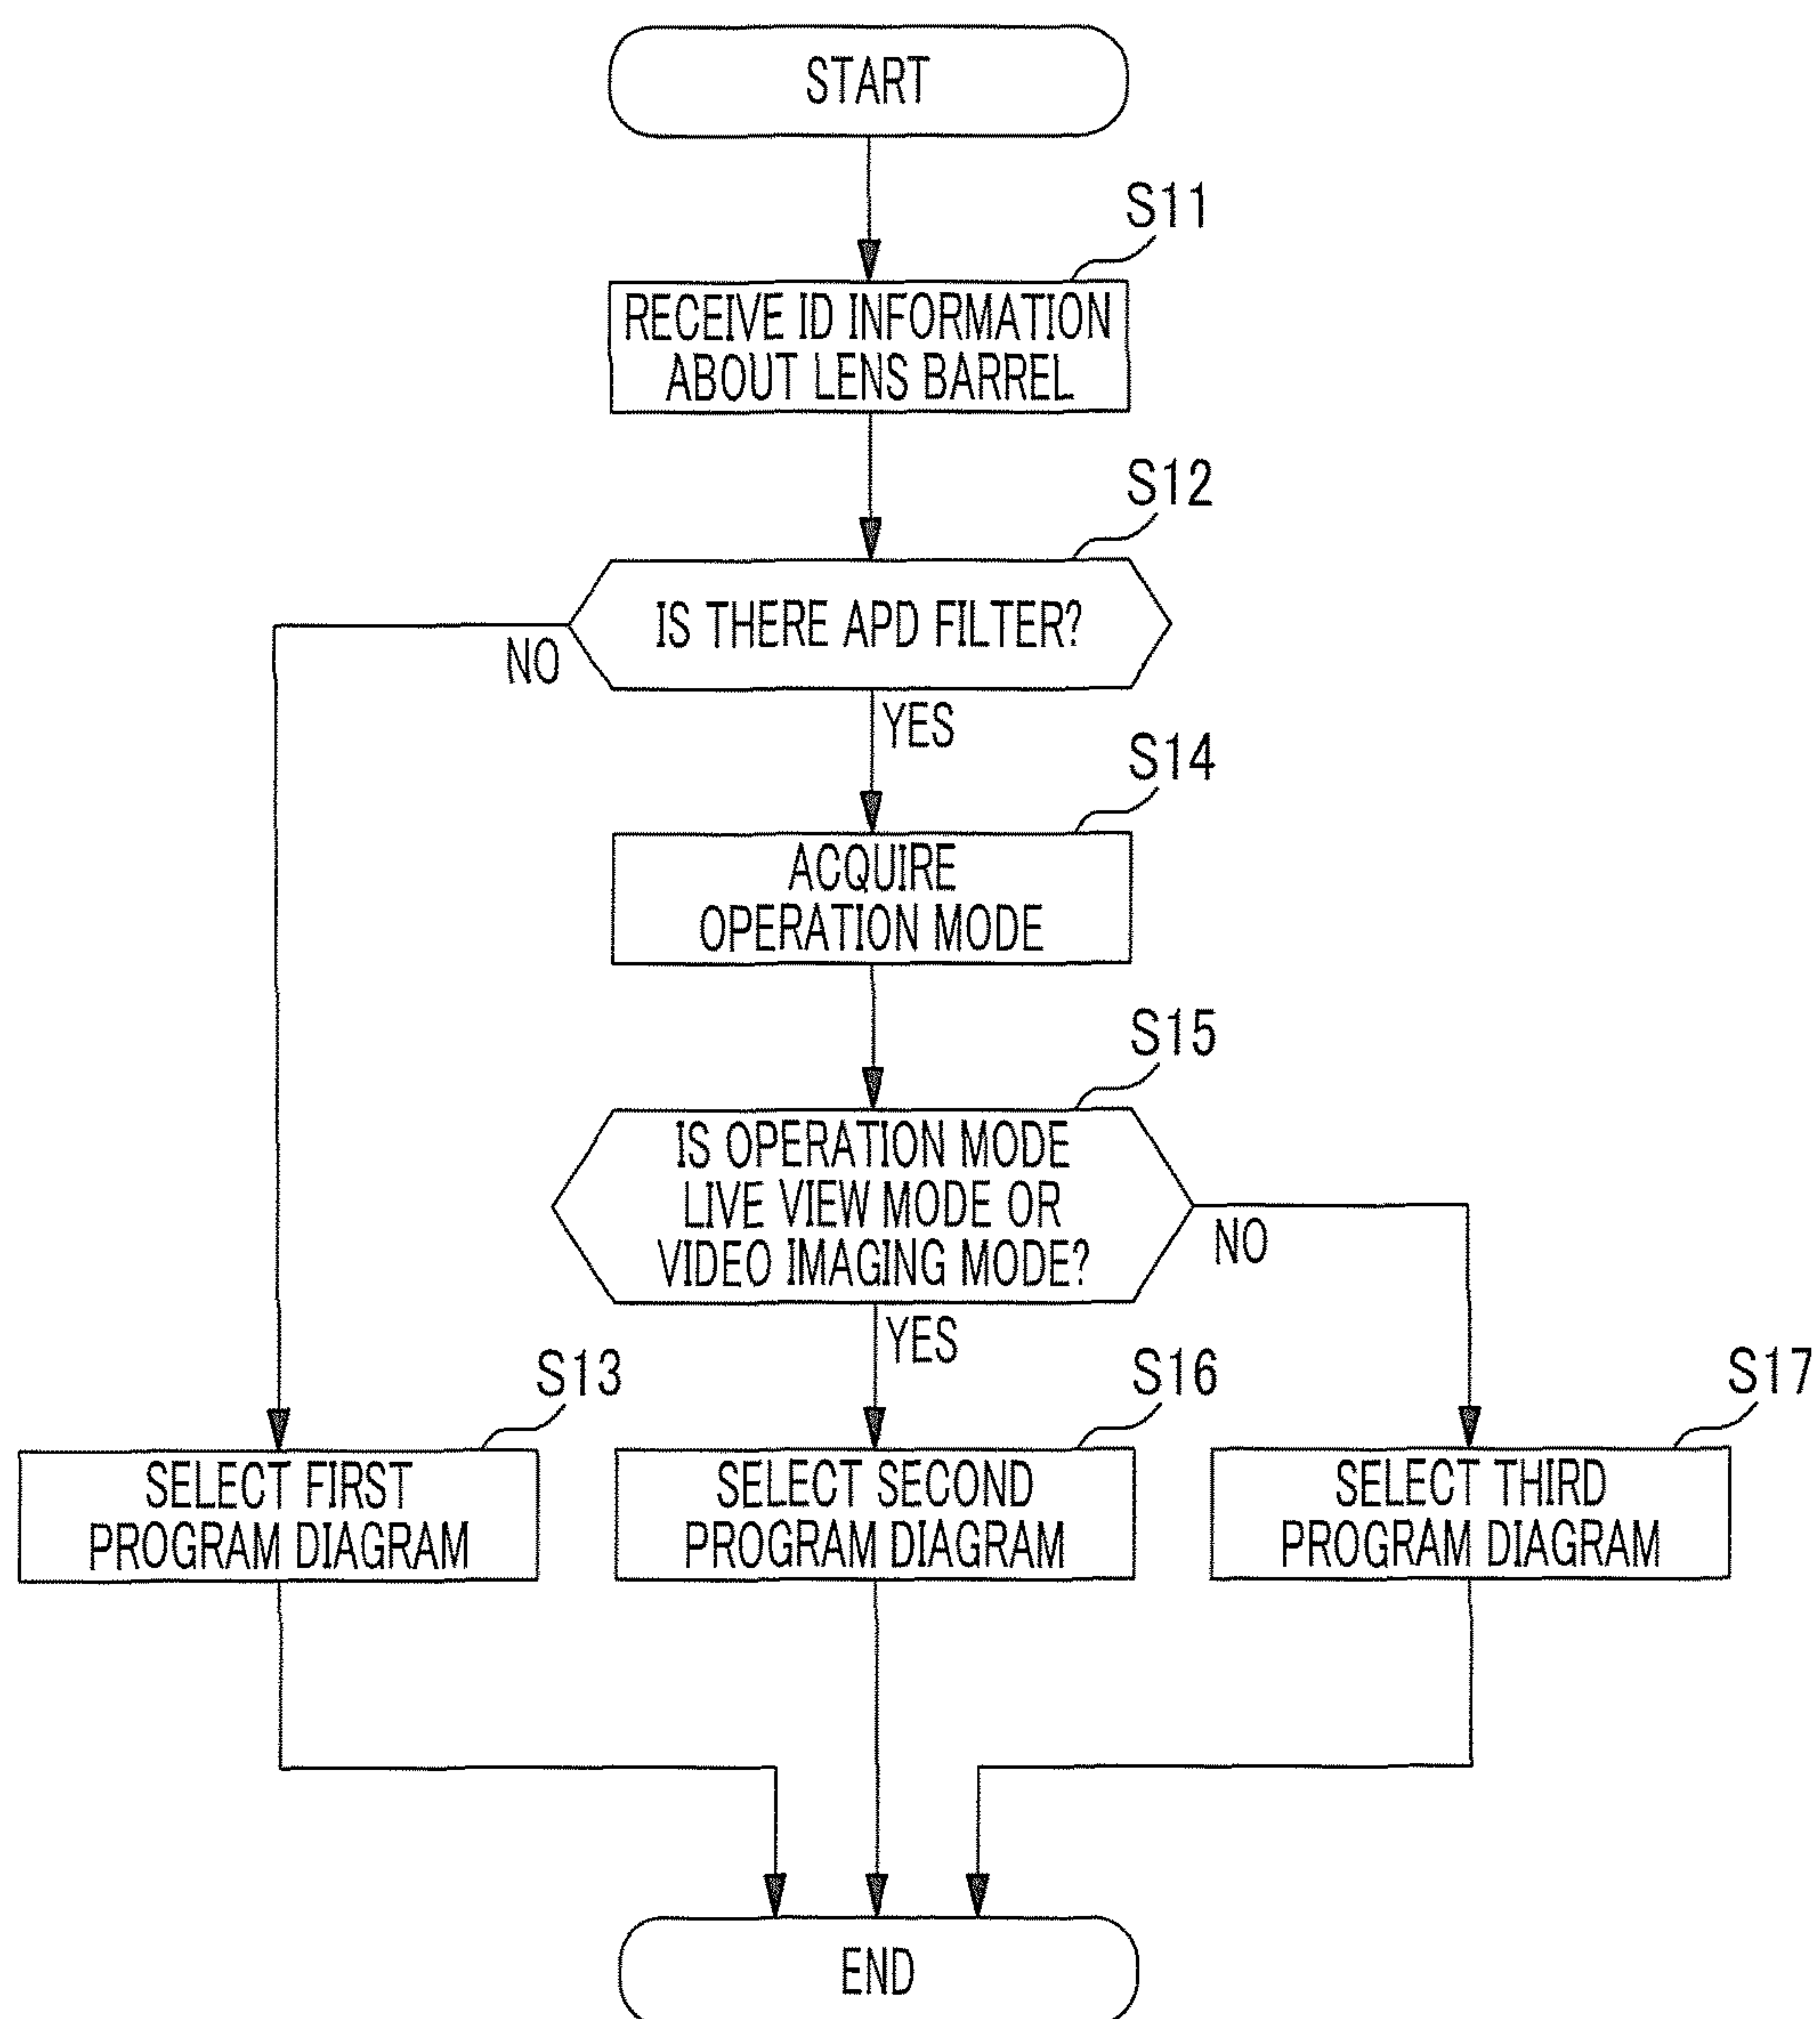 START
S11
RECEIVE ID INFORMATION
ABOUT LENS BARREL
S12
IS THERE APD FILTER?
NO
YES
S14
ACQUIRE
OPERATION MODE
S15
IS OPERATION MODE
LIVE VIEW MODE OR
VIDEO IMAGING MODE?
NO
YES
S13
SELECT FIRST
PROGRAM DIAGRAM
S16
SELECT SECOND
PROGRAM DIAGRAM
S17
SELECT THIRD
PROGRAM DIAGRAM
END